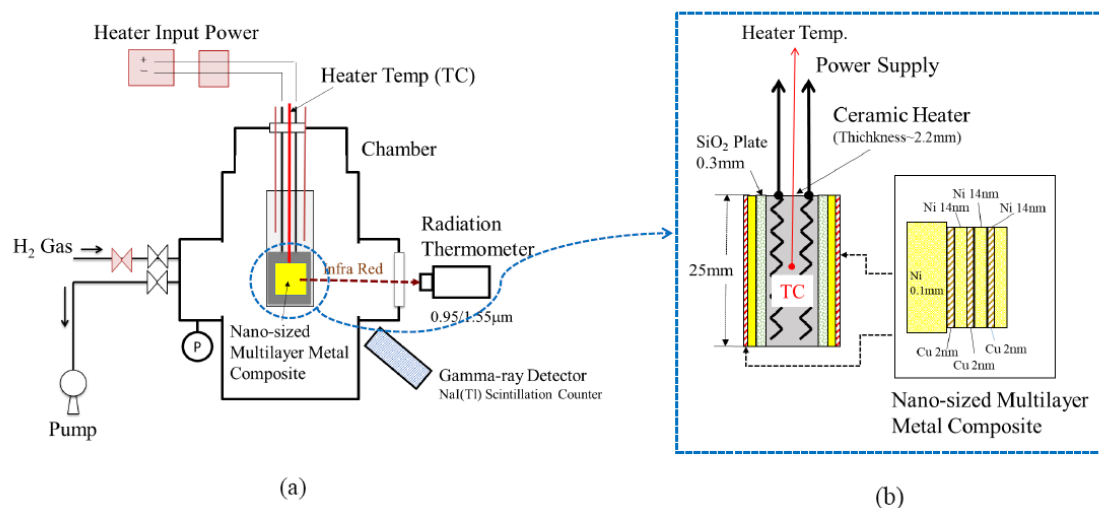 Heater Input Power
+
−
Heater Temp (TC)
Chamber
H2 Gas
Radiation
Thermometer
Infra Red
0.95/1.55μm
Nano-sized
Multilayer Metal
Composite
P
Gamma-ray Detector
NaI(Tl) Scintillation Counter
Pump
(a)
Heater Temp.
Power Supply
Ceramic Heater
(Thichkness~2.2mm)
SiO2 Plate
0.3mm
25mm
TC
Ni 14nm
Ni 14nm
Ni 14nm
Ni
0.1mm
Cu 2nm
Cu 2nm
Cu 2nm
Nano-sized Multilayer
Metal Composite
(b)